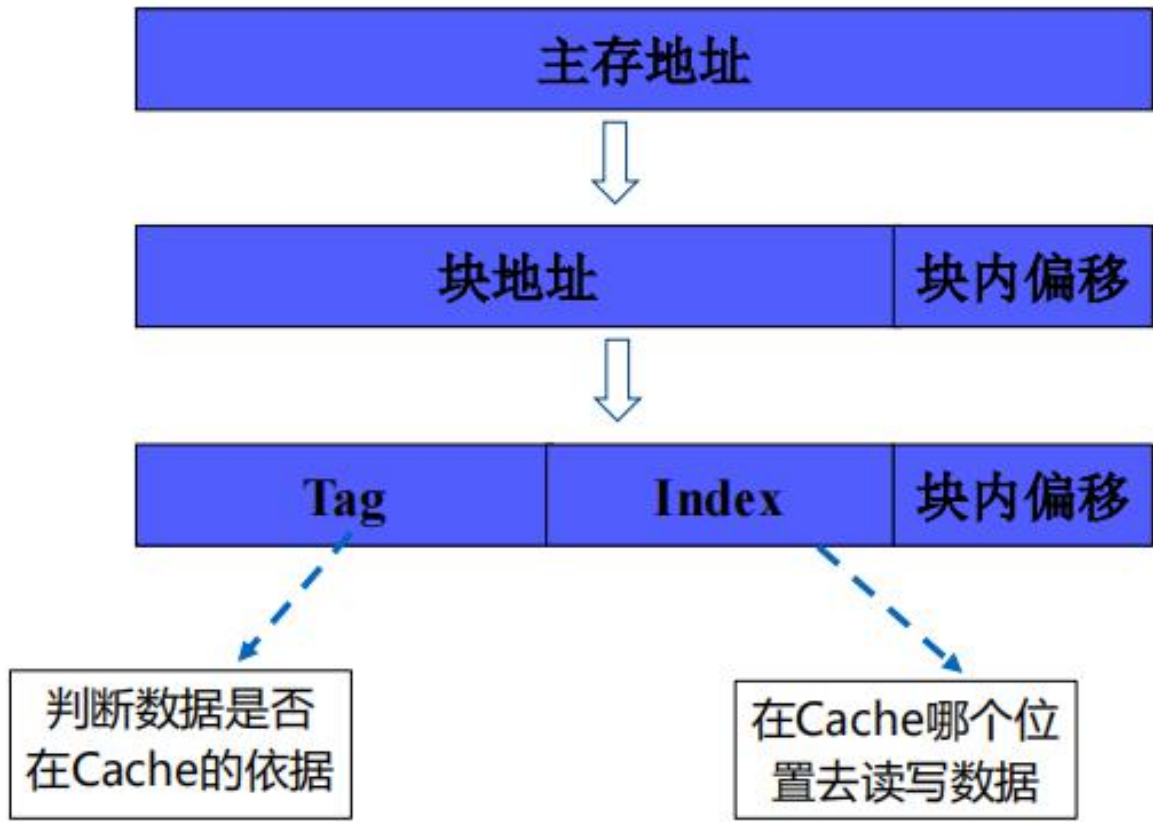 主存地址
块地址
块内偏移
Tag
Index
块内偏移
判断数据是否
在Cache的依据
在Cache哪个位
置去读写数据